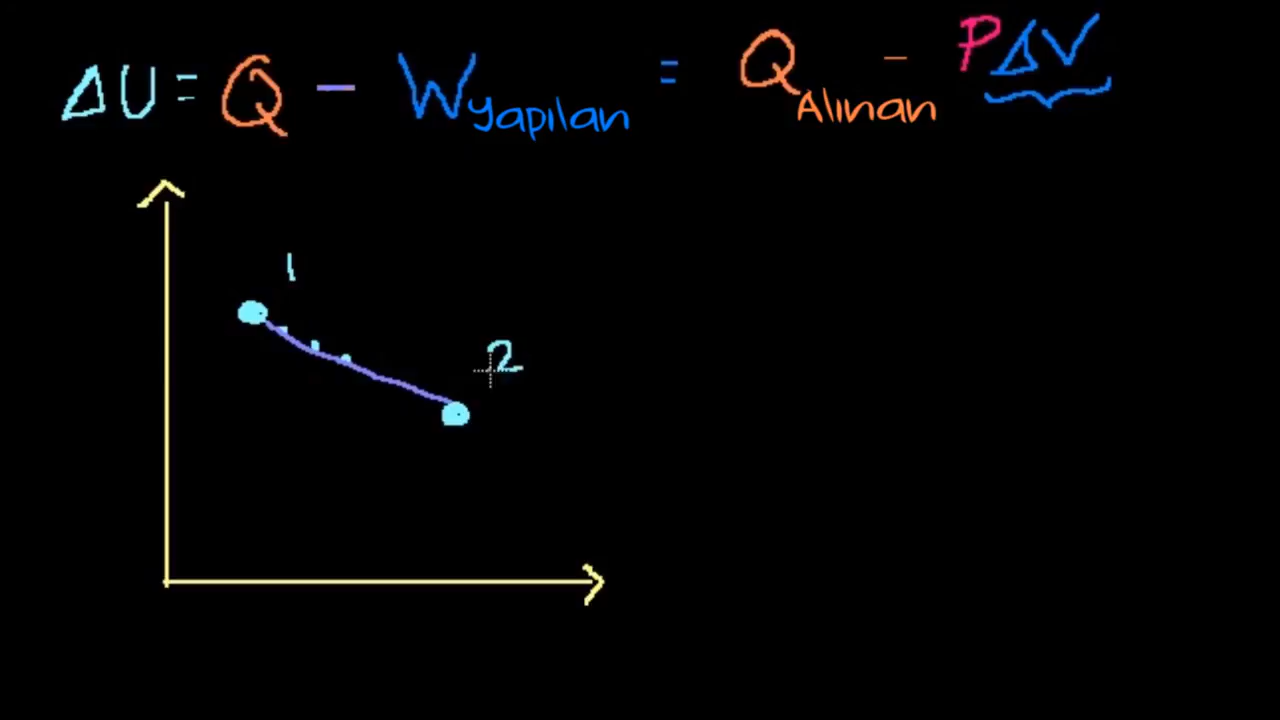 ΔU = Q - Wyapılan = QAlınan - PΔV
1
2